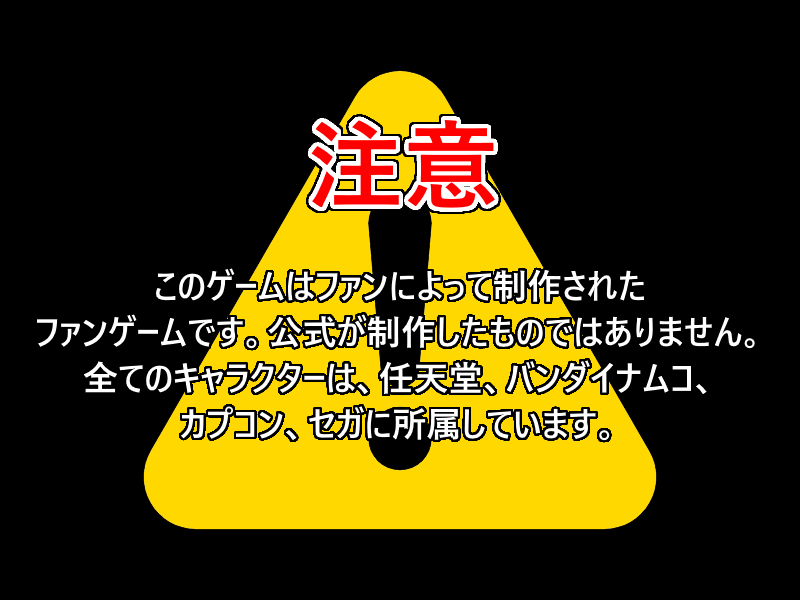 注意
このゲームはファンによって制作された
ファンゲームです。公式が制作したものではありません。
全てのキャラクターは、任天堂、バンダイナムコ、
カプコン、セガに所属しています。